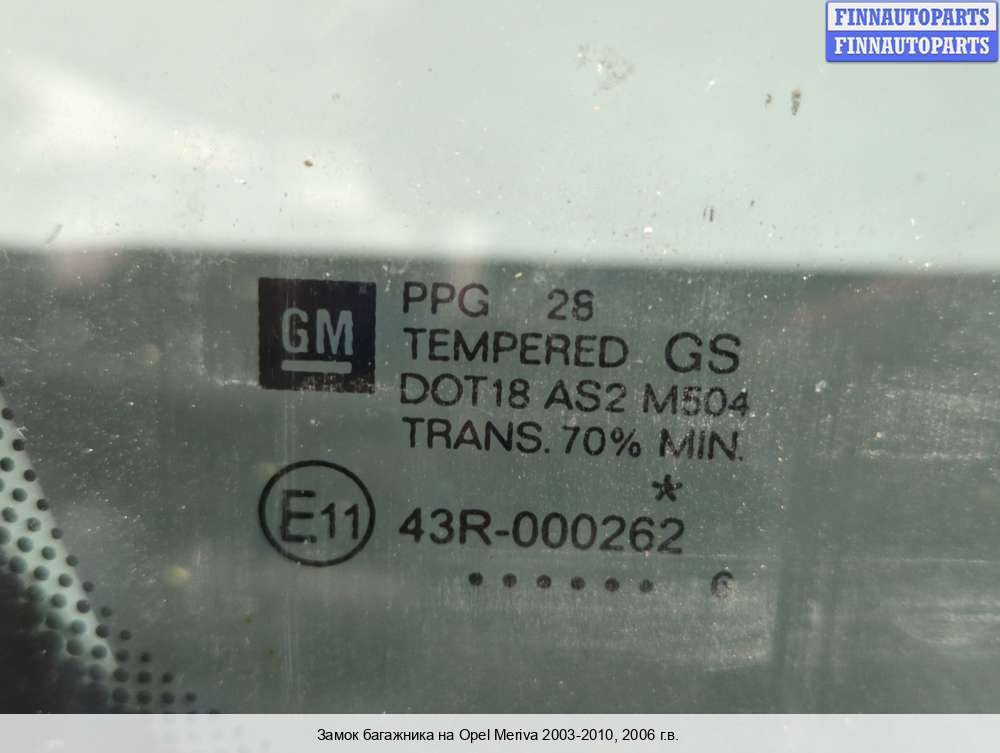 FINNAUTOPARTS
FINNAUTOPARTS
GM
PPG 28
TEMPERED GS
DOT18 AS2 M504
TRANS. 70% MIN.
*
E11 43R-000262
...... 6
Замок багажника на Opel Meriva 2003-2010, 2006 г.в.